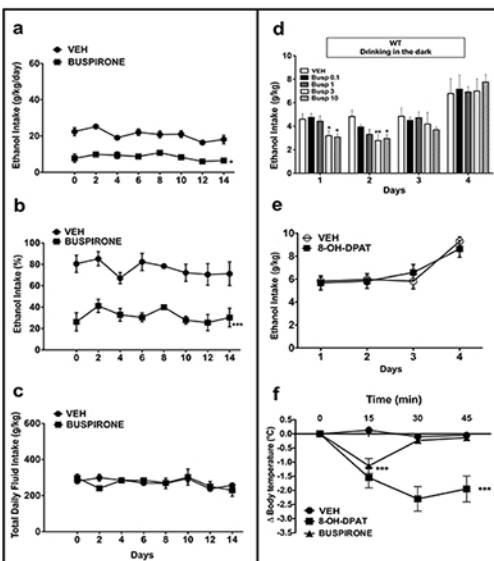 a
VEH
BUSPIRONE
Ethanol Intake (g/kg/day)
60
40
20
0
*
0 2 4 6 8 10 12 14
b
VEH
BUSPIRONE
Ethanol Intake (%)
100
80
60
40
20
0
***
0 2 4 6 8 10 12 14
c
VEH
BUSPIRONE
Total Daily Fluid Intake (g/kg)
600
400
200
0
0 2 4 6 8 10 12 14
Days
d
WT
Drinking in the dark
VEH
Busp 0.1
Busp 1
Busp 3
Busp 10
Ethanol Intake (g/kg)
10
8
6
4
2
0
* *
** *
1 2 3 4
Days
e
VEH
8-OH-DPAT
Ethanol Intake (g/kg)
10
8
6
4
2
0
1 2 3 4
Days
f
Time (min)
0 15 30 45
Δ Body temperature (°C)
0.5
0.0
-0.5
-1.0
-1.5
-2.0
-2.5
-3.0
***
***
VEH
8-OH-DPAT
BUSPIRONE